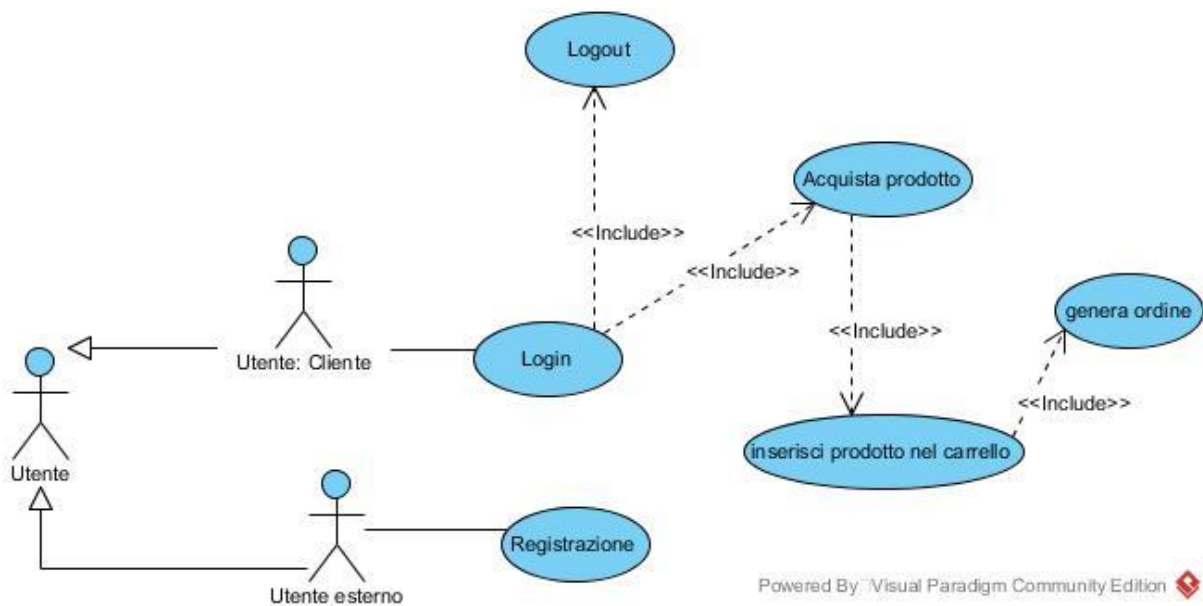 Logout
Acquista prodotto
<<Include>>
<<Include>>
genera ordine
<<Include>>
Utente: Cliente
Login
<<Include>>
inserisci prodotto nel carrello
Utente
Registrazione
Utente esterno
Powered By Visual Paradigm Community Edition